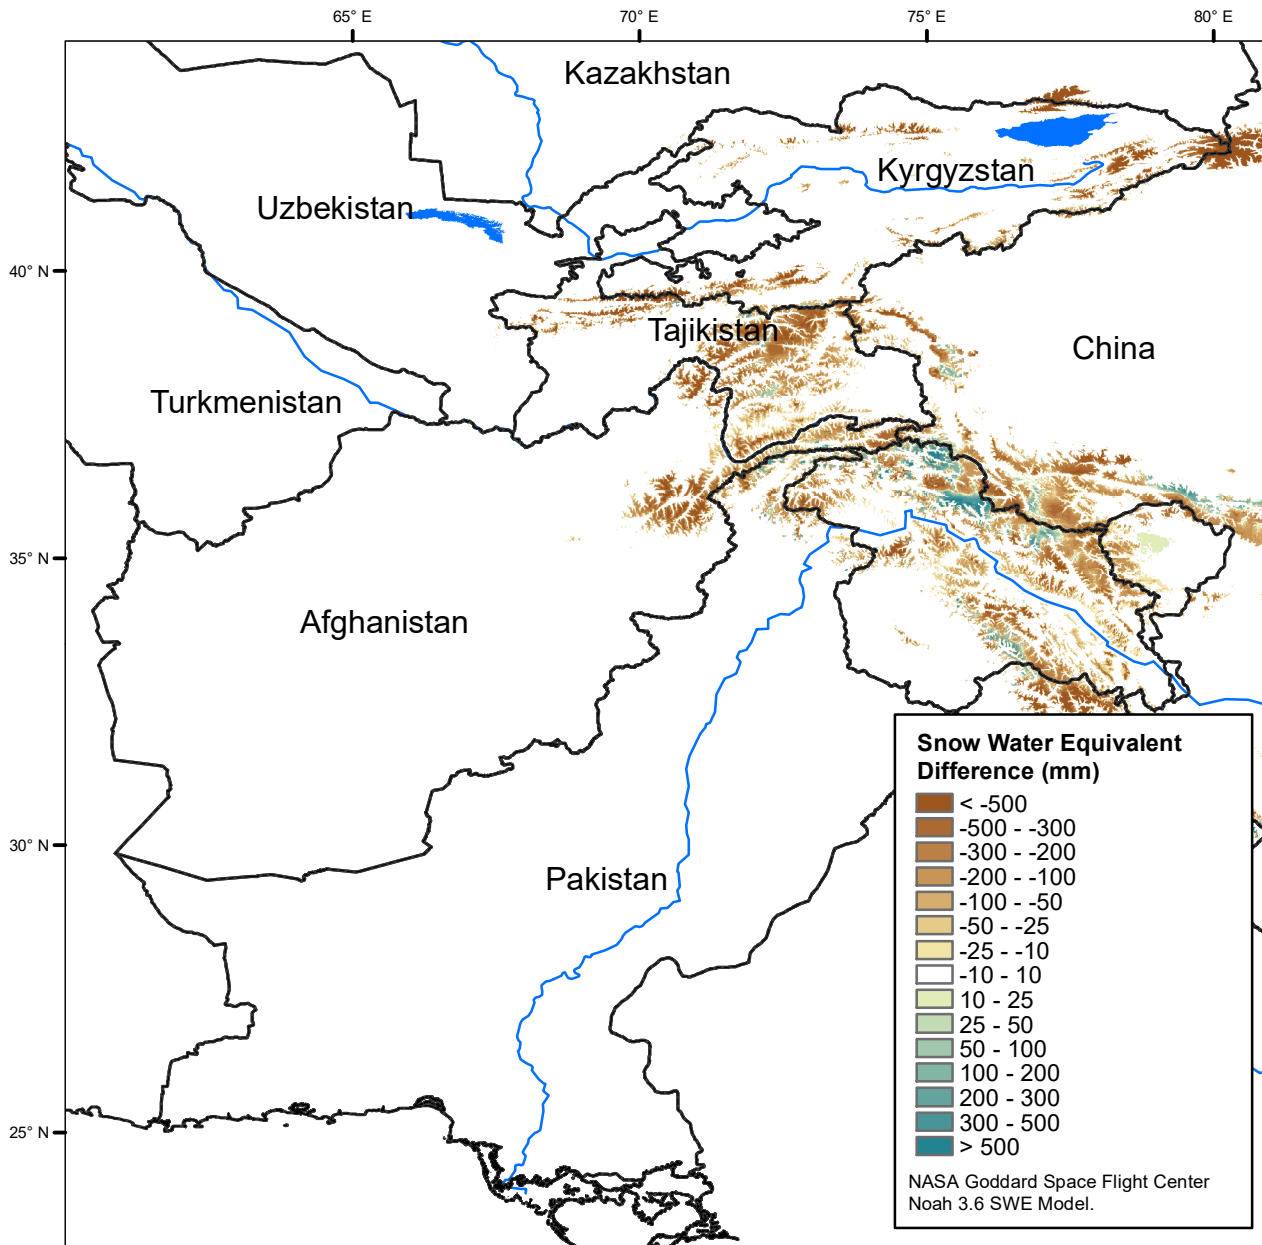 65° E
70° E
75° E
80° E
Kazakhstan
Kyrgyzstan
Uzbekistan
40° N
Tajikistan
China
Turkmenistan
35° N
Afghanistan
30° N
Pakistan
25° N
Snow Water Equivalent
Difference (mm)
< -500
-500 - -300
-300 - -200
-200 - -100
-100 - -50
-50 - -25
-25 - -10
-10 - 10
10 - 25
25 - 50
50 - 100
100 - 200
200 - 300
300 - 500
> 500
NASA Goddard Space Flight Center
Noah 3.6 SWE Model.